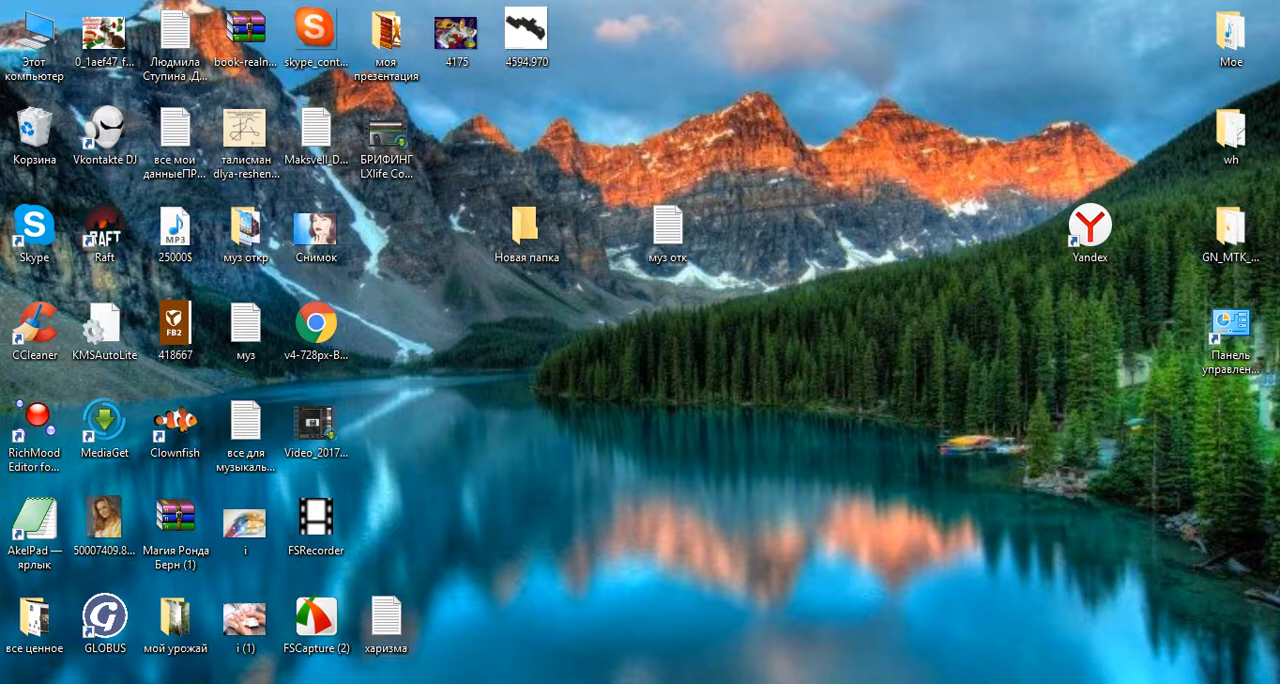 Этот
компьютер
0_1aef47_f...
Людмила
Ступина ,Д...
book-realn...
skype_cont...
моя
презентация
4175
4594.970
Мое
Корзина
Vkontakte DJ
все мои
данныеПР...
талисман
dlya-reshen...
Maksvell_D...
БРИФИНГ
LXlife Co...
wh
Skype
RAFT
Raft
MP3
25000$
муз откр
Снимок
Новая папка
муз отк
Yandex
GN_MTK_...
CCleaner
KMSAutoLite
FB2
418667
муз
v4-728px-B...
Панель
управлен...
RichMood
Editor fo...
MediaGet
Clownfish
все для
музыкаль...
Video_2017...
AkelPad —
ярлык
50007409.8...
Магия Ронда
Берн (1)
i
FSRecorder
все ценное
GLOBUS
мой урожай
i (1)
FSCapture (2)
харизма